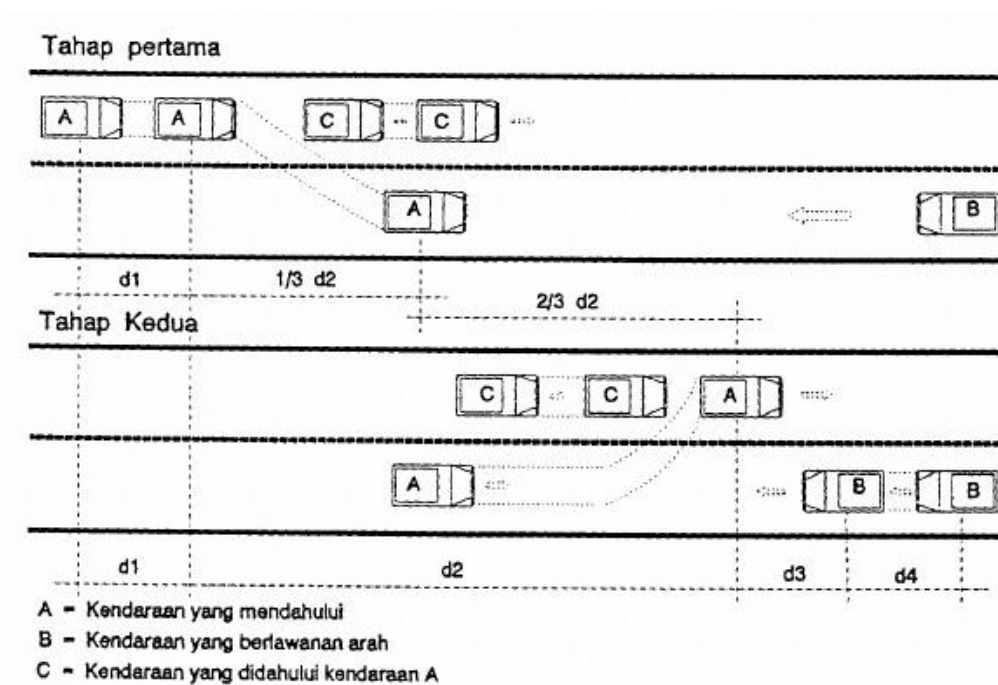 Tahap pertama
A A C C
A B
d1 1/3 d2
2/3 d2
Tahap Kedua
C C A
A B B
d1 d2 d3 d4
A = Kendaraan yang mendahului
B = Kendaraan yang berlawanan arah
C = Kendaraan yang didahului kendaraan A